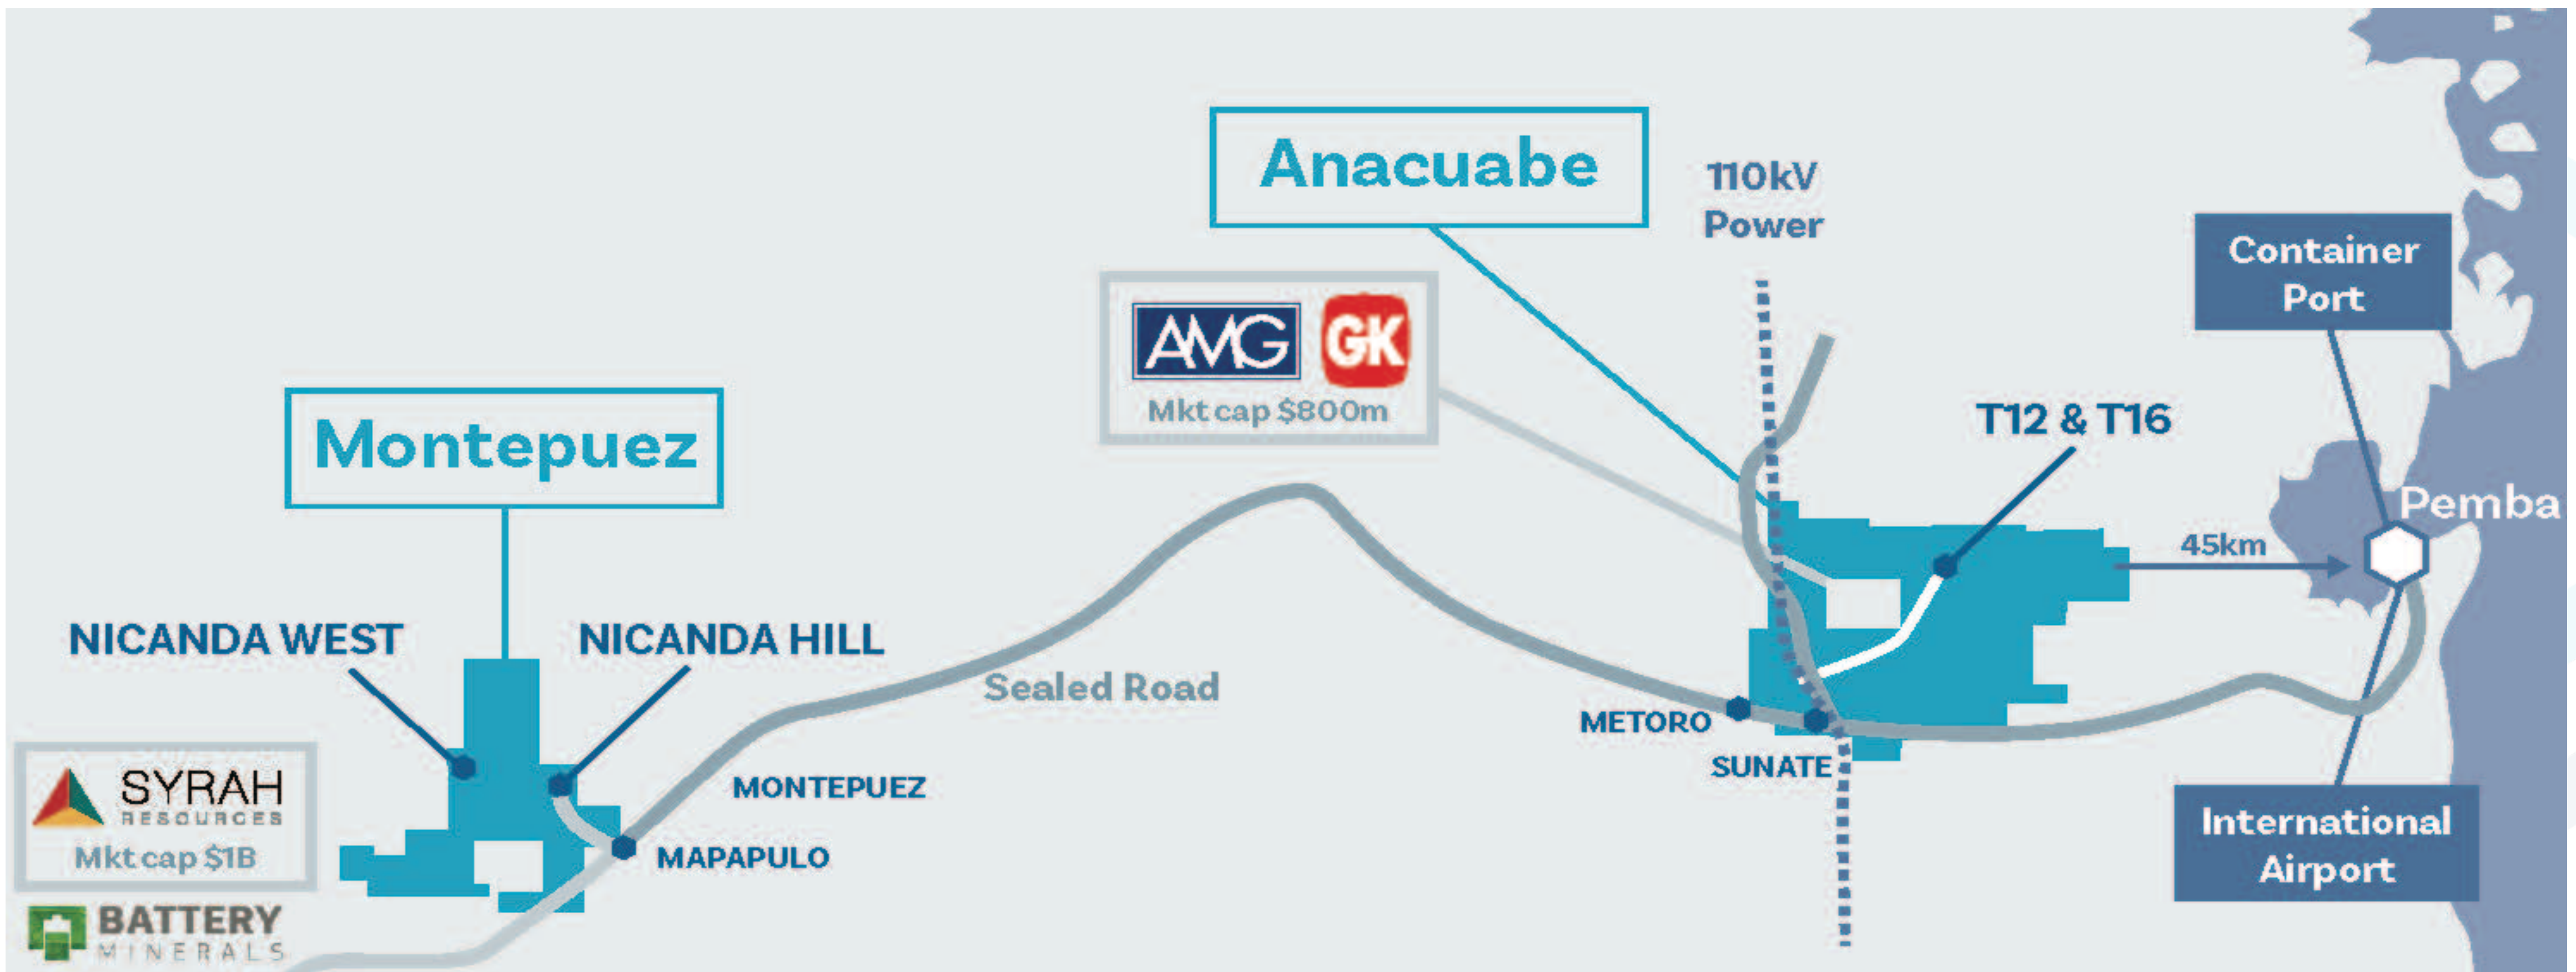 Anacuabe
110kV
Power
Container
Port
AMG GK
Mkt cap $800m
Montepuez
T12 & T16
Pemba
45km
NICANDA WEST
NICANDA HILL
Sealed Road
METORO
SUNATE
SYRAH
RESOURCES
Mkt cap $1B
MONTEPUEZ
MAPAPULO
International
Airport
BATTERY
MINERALS